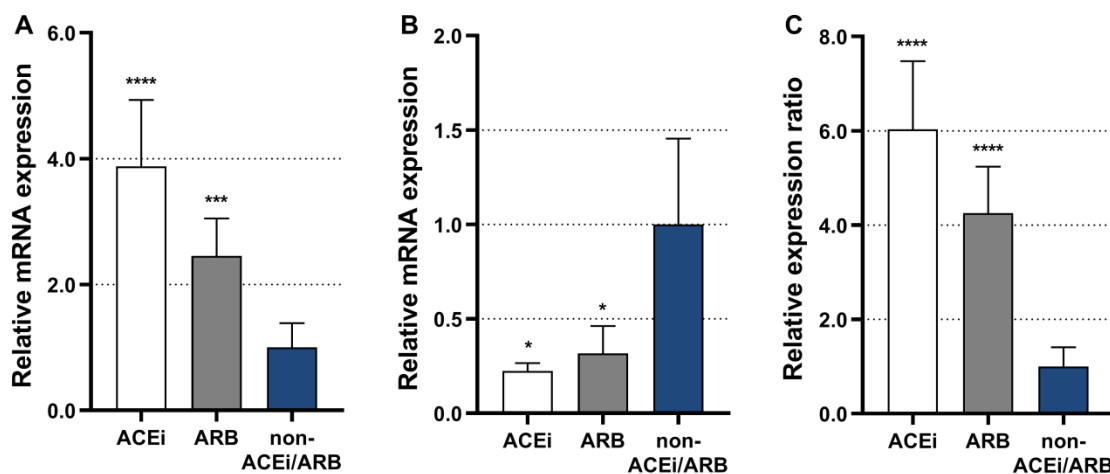 A
Relative mRNA expression
6.0
4.0
2.0
0.0
****
***
ACEi
ARB
non-
ACEi/ARB
B
Relative mRNA expression
2.0
1.5
1.0
0.5
0.0
*
*
ACEi
ARB
non-
ACEi/ARB
C
Relative expression ratio
8.0
6.0
4.0
2.0
0.0
****
****
ACEi
ARB
non-
ACEi/ARB